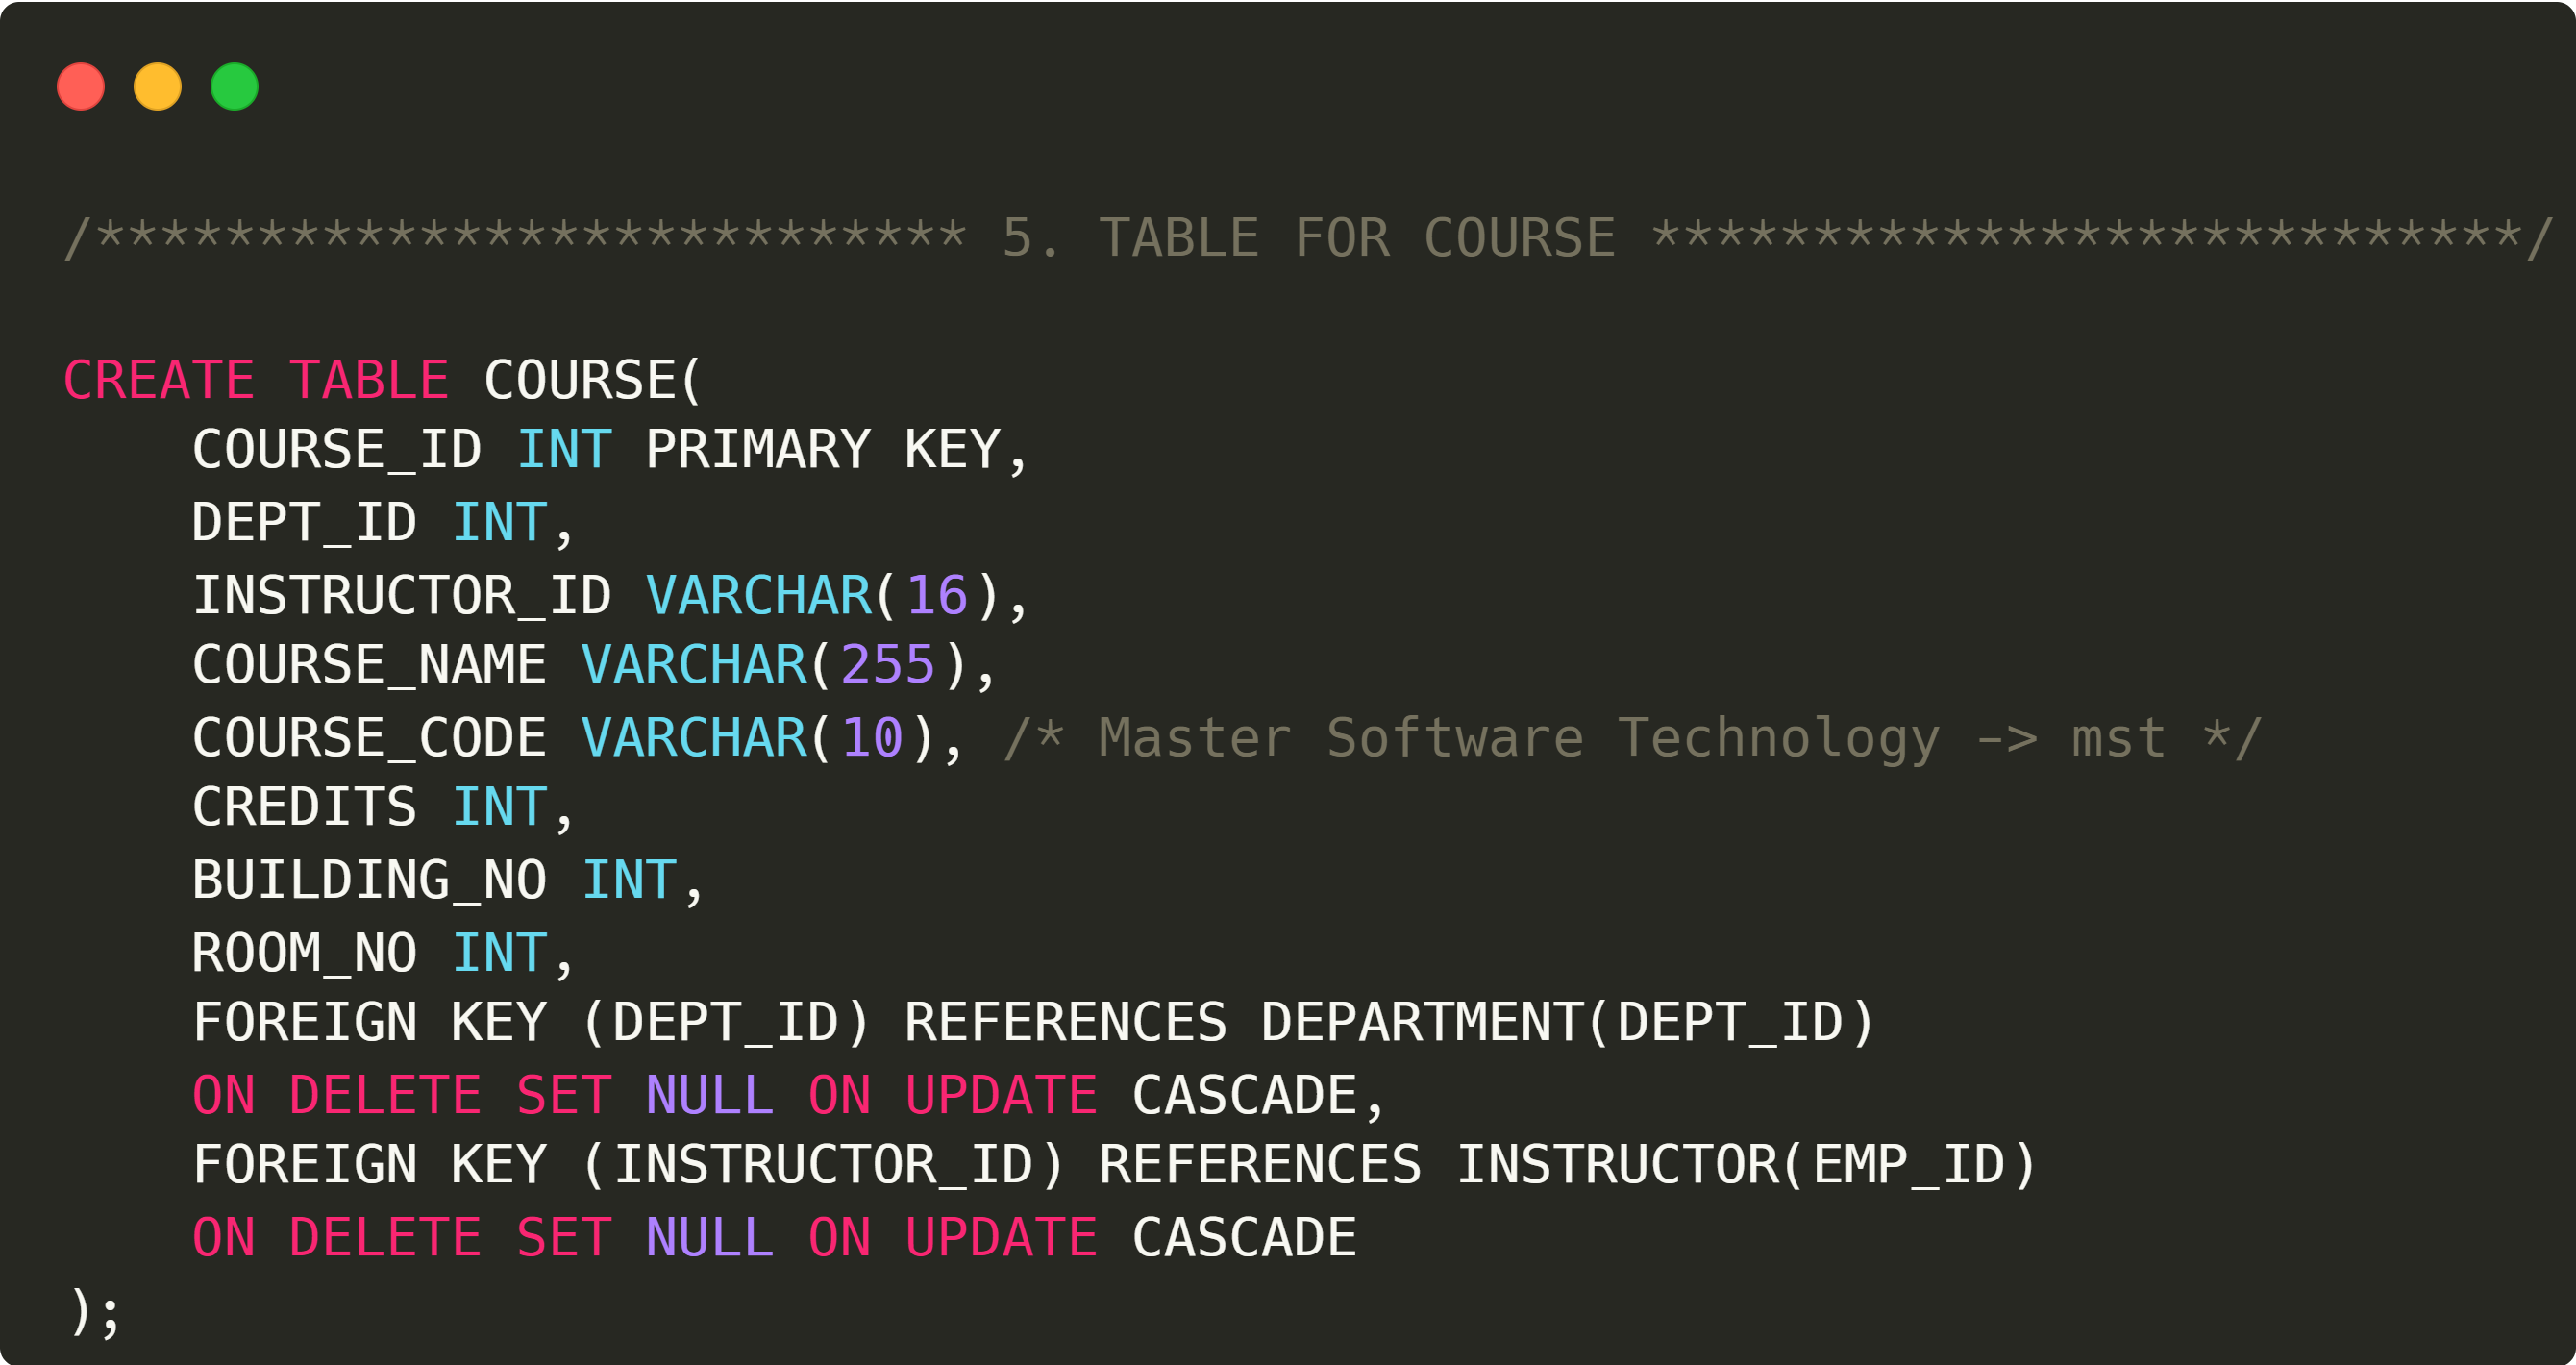 /*************************** 5. TABLE FOR COURSE ***************************/
CREATE TABLE COURSE(
    COURSE_ID INT PRIMARY KEY,
    DEPT_ID INT,
    INSTRUCTOR_ID VARCHAR(16),
    COURSE_NAME VARCHAR(255),
    COURSE_CODE VARCHAR(10), /* Master Software Technology -> mst */
    CREDITS INT,
    BUILDING_NO INT,
    ROOM_NO INT,
    FOREIGN KEY (DEPT_ID) REFERENCES DEPARTMENT(DEPT_ID)
    ON DELETE SET NULL ON UPDATE CASCADE,
    FOREIGN KEY (INSTRUCTOR_ID) REFERENCES INSTRUCTOR(EMP_ID)
    ON DELETE SET NULL ON UPDATE CASCADE
);